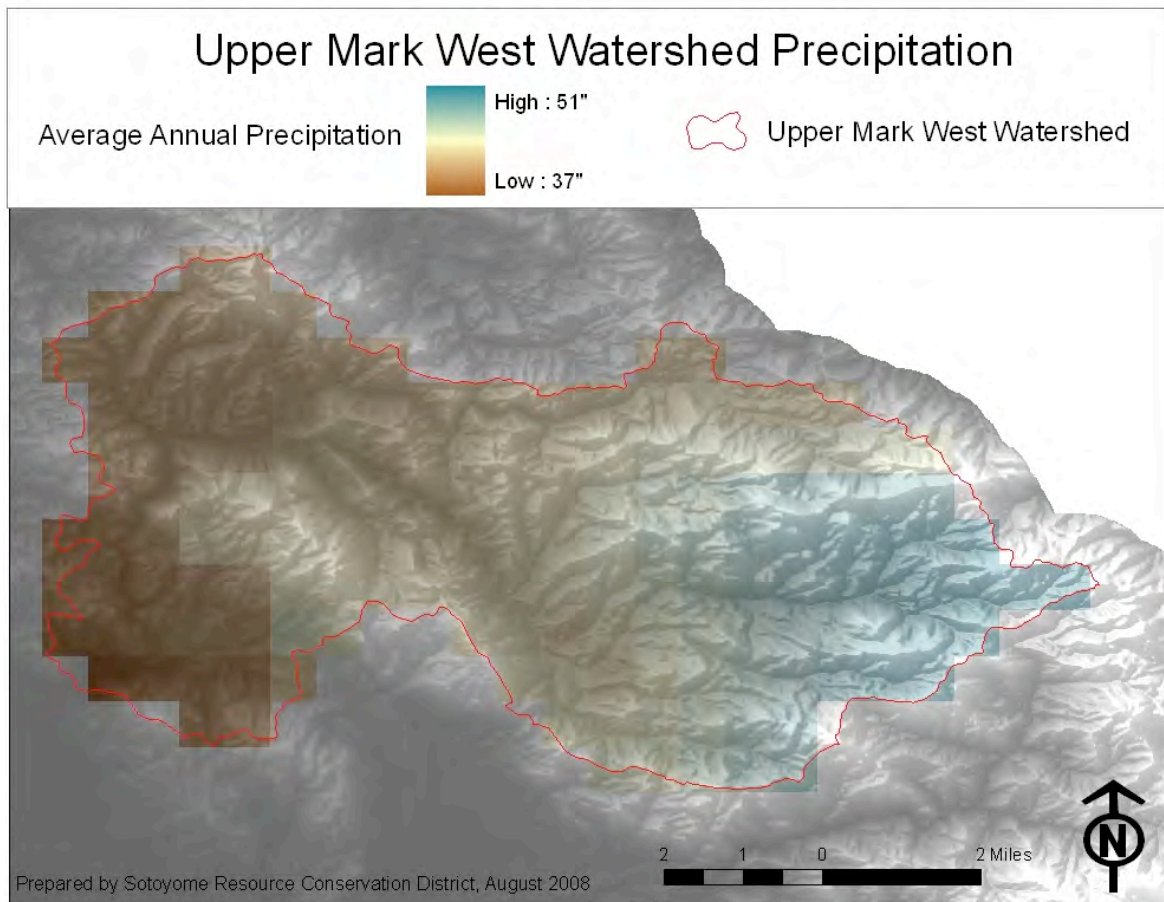 Upper Mark West Watershed Precipitation
Average Annual Precipitation
High : 51"
Low : 37"
Upper Mark West Watershed
N
2 1 0 2 Miles
Prepared by Sotoyome Resource Conservation District, August 2008